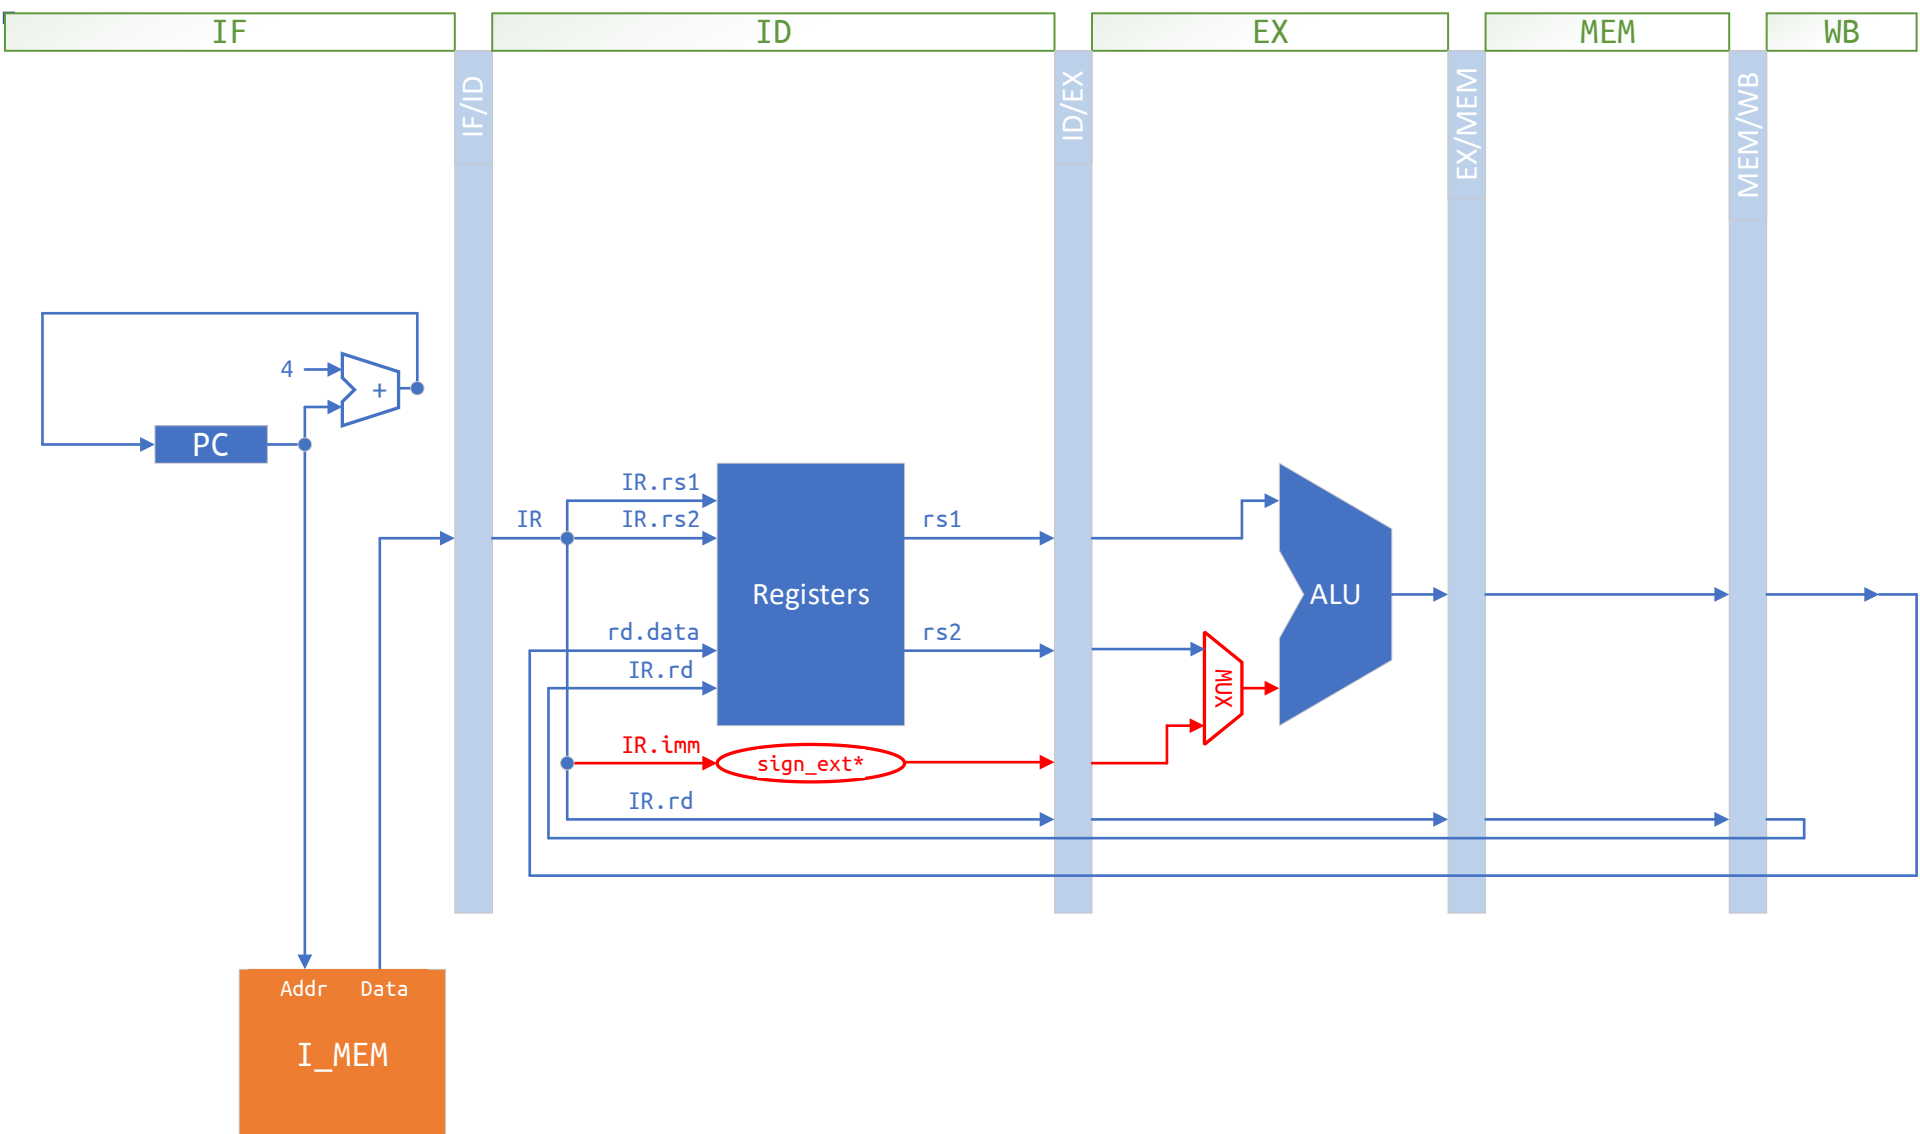 IF
ID
EX
MEM
WB
IF/ID
ID/EX
EX/MEM
MEM/WB
4
+
PC
IR
IR.rs1
IR.rs2
rd.data
IR.rd
Registers
rs1
rs2
IR.imm
sign_ext*
IR.rd
MUX
ALU
Addr Data
I_MEM